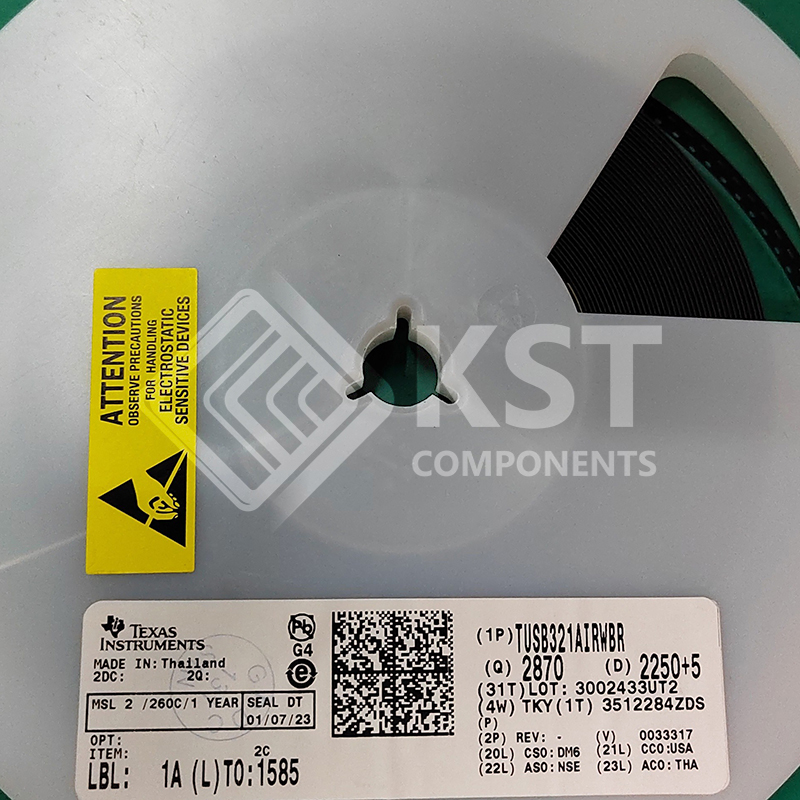 ATTENTION
OBSERVE PRECAUTIONS
FOR HANDLING
ELECTROSTATIC
SENSITIVE DEVICES
KST
COMPONENTS
TEXAS
INSTRUMENTS
Pb
G4
MADE IN: Thailand
2DC: 2Q:
MSL 2 /260C/1 YEAR
SEAL DT
01/07/23
OPT:
ITEM: 2C
LBL: 1A (L)TO:1585
(1P) TUSB321AIRWBR
(Q) 2870 (D) 2250+5
(31T)LOT: 3002433UT2
(4W) TKY(1T) 3512284ZDS
(P)
(2P) REV: - (V) 0033317
(20L) CSO:DM6 (21L) CCO:USA
(22L) ASO:NSE (23L) ACO:THA